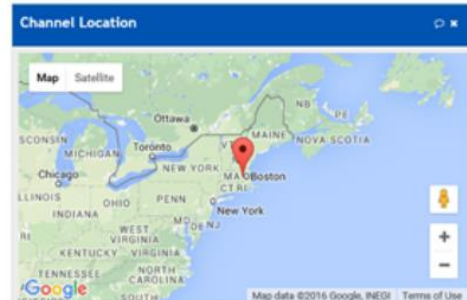 Channel Location
Map Satellite
Ottawa
NB
PE
MAINE
NOVA SCOTIA
MICHIGAN
Toronto
Chicago
NEW YORK
MA
Boston
CT RI
ILLINOIS
INDIANA
OHIO
PENN
New York
MD
DE NJ
WEST
VIRGINIA
KENTUCKY
VIRGINIA
TENNESSEE
NORTH
CAROLINA
SOUTH
+
−
Google
Map data ©2016 Google, INEGI
Terms of Use